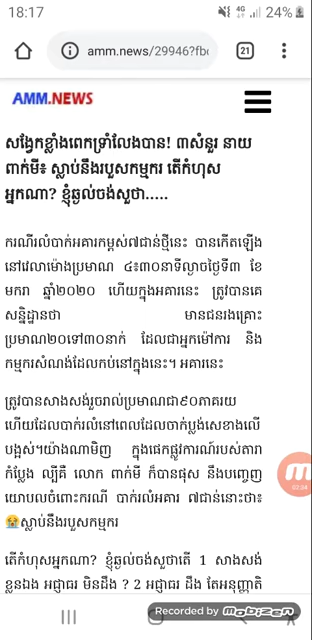 18:17
4G
24%
amm.news/29946?fbc
21
AMM.NEWS
សង្វែកខ្លាំងពេកទ្រាំលែងបាន! ៣សំនួរ នាយ
ពាក់មី៖ ស្លាប់នឹងរបួសកម្មករ តើកំហុស
អ្នកណា? ខ្ញុំឆ្ងល់ចង់សួថា.....
ករណីរលំបាក់អគារកម្ពស់៧ជាន់ថ្មីនេះ បានកើតឡើង
នៅវេលាម៉ោងប្រមាណ ៤៖៣០នាទីល្ងាចថ្ងៃទី៣ ខែ
មករា ឆ្នាំ២០២០ ហើយក្នុងអគារនេះ ត្រូវបានគេ
សន្និដ្ឋានថា មានជនរងគ្រោះ
ប្រមាណ២០ទៅ៣០នាក់ ដែលជាអ្នកម៉ៅការ និង
កម្មករសំណង់ដែលកប់នៅក្នុងនេះ។ អគារនេះ
ត្រូវបានសាងសង់រួចរាល់ប្រមាណជា៩០ភាគរយ
ហើយដែលបាក់រលំនៅពេលដែលចាក់ប្លង់សេខាងលើ
បង្អស់។យ៉ាងណាមិញ ក្នុងផេកផ្លូវការណ៍របស់តារា
កំប្លែង ល្បីគឺ លោក ពាក់មី ក៏បានផុស នឹងបញ្ចេញ
យោបលចំពោះករណី បាក់រលំអគារ ៧ជាន់នោះថា៖
😭ស្លាប់នឹងរបួសកម្មករ
តើកំហុសអ្នកណា? ខ្ញុំឆ្ងល់ចង់សួថាតើ 1 សាងសង់
ខ្លួនឯង អជ្ញាធរ មិនដឹង ? 2 អជ្ញាធរ ដឹង តែអនុញ្ញាតិ
Recorded by MOBIZEN